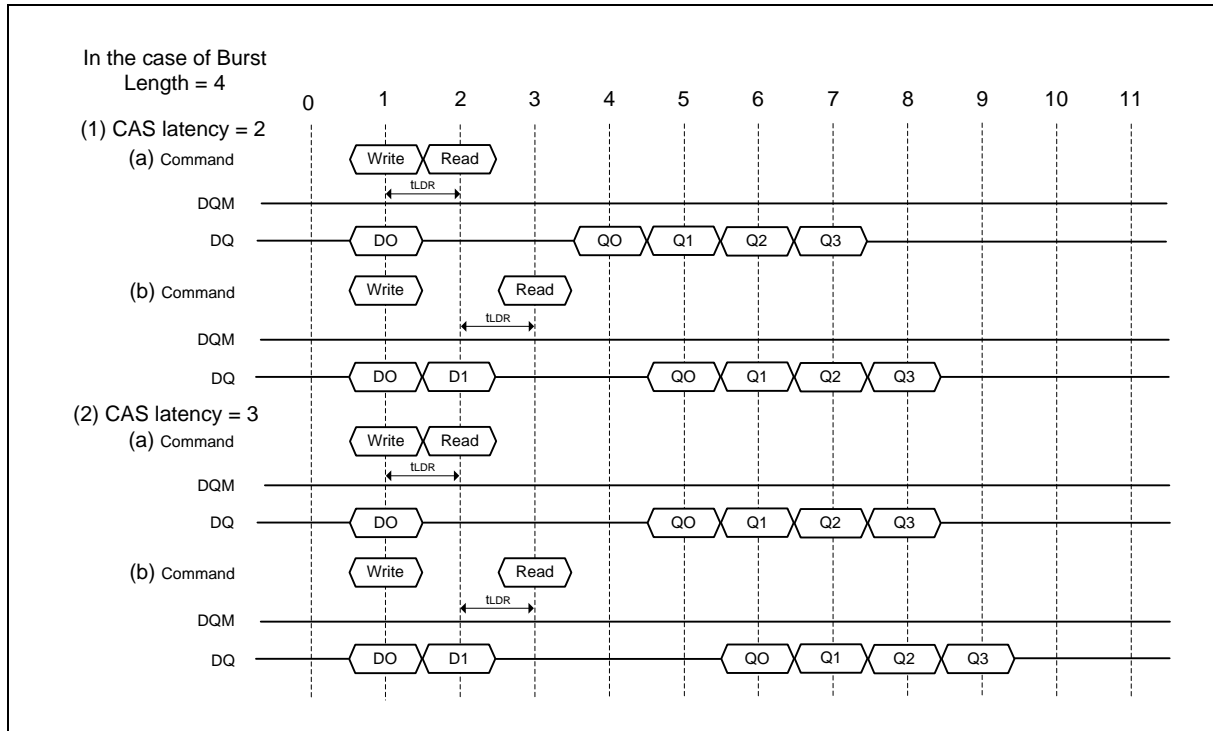 In the case of Burst
Length = 4
0 1 2 3 4 5 6 7 8 9 10 11
(1) CAS latency = 2
(a) Command Write Read
tLDR
DQM
DQ DO QO Q1 Q2 Q3
(b) Command Write Read
tLDR
DQM
DQ DO D1 QO Q1 Q2 Q3
(2) CAS latency = 3
(a) Command Write Read
tLDR
DQM
DQ DO QO Q1 Q2 Q3
(b) Command Write Read
tLDR
DQM
DQ DO D1 QO Q1 Q2 Q3